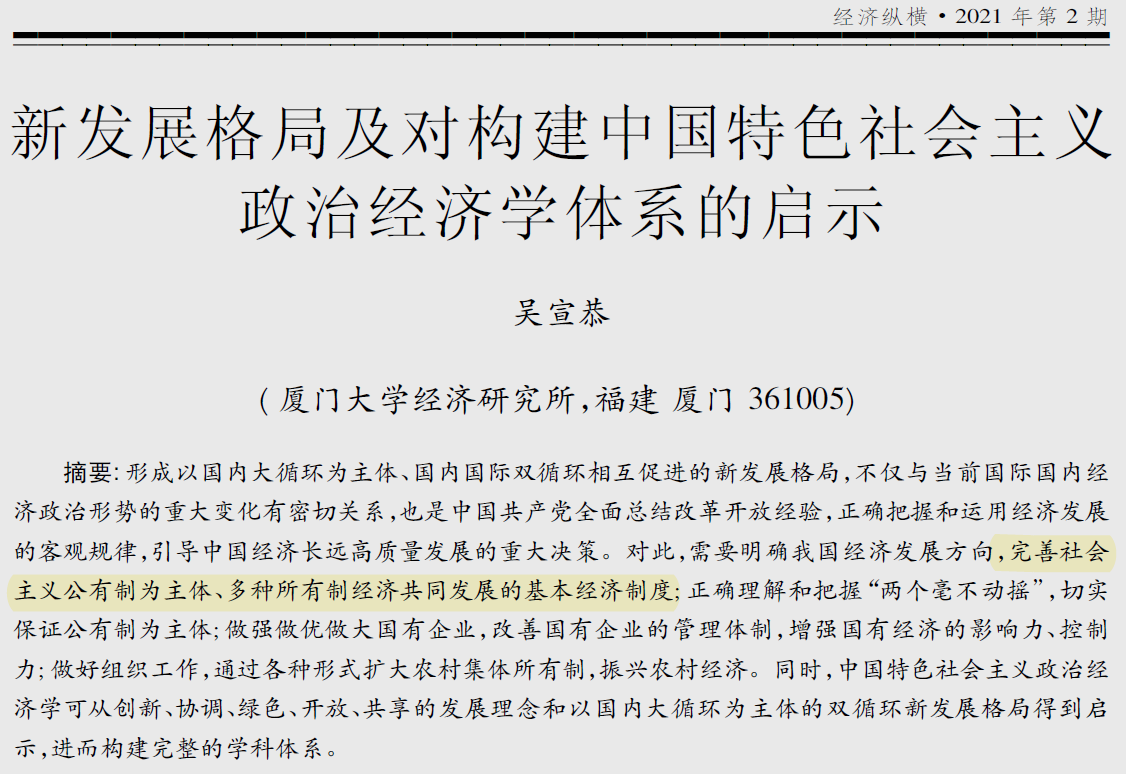 经济纵横·2021 年第 2 期
新发展格局及对构建中国特色社会主义
政治经济学体系的启示
吴宣恭
(厦门大学经济研究所,福建 厦门 361005)
摘要:形成以国内大循环为主体、国内国际双循环相互促进的新发展格局,不仅与当前国际国内经
济政治形势的重大变化有密切关系,也是中国共产党全面总结改革开放经验,正确把握和运用经济发展
的客观规律,引导中国经济长远高质量发展的重大决策。对此,需要明确我国经济发展方向,完善社会
主义公有制为主体、多种所有制经济共同发展的基本经济制度;正确理解和把握“两个毫不动摇”,切实
保证公有制为主体;做强做优做大国有企业,改善国有企业的管理体制,增强国有经济的影响力、控制
力;做好组织工作,通过各种形式扩大农村集体所有制,振兴农村经济。同时,中国特色社会主义政治经
济学可从创新、协调、绿色、开放、共享的发展理念和以国内大循环为主体的双循环新发展格局得到启
示,进而构建完整的学科体系。